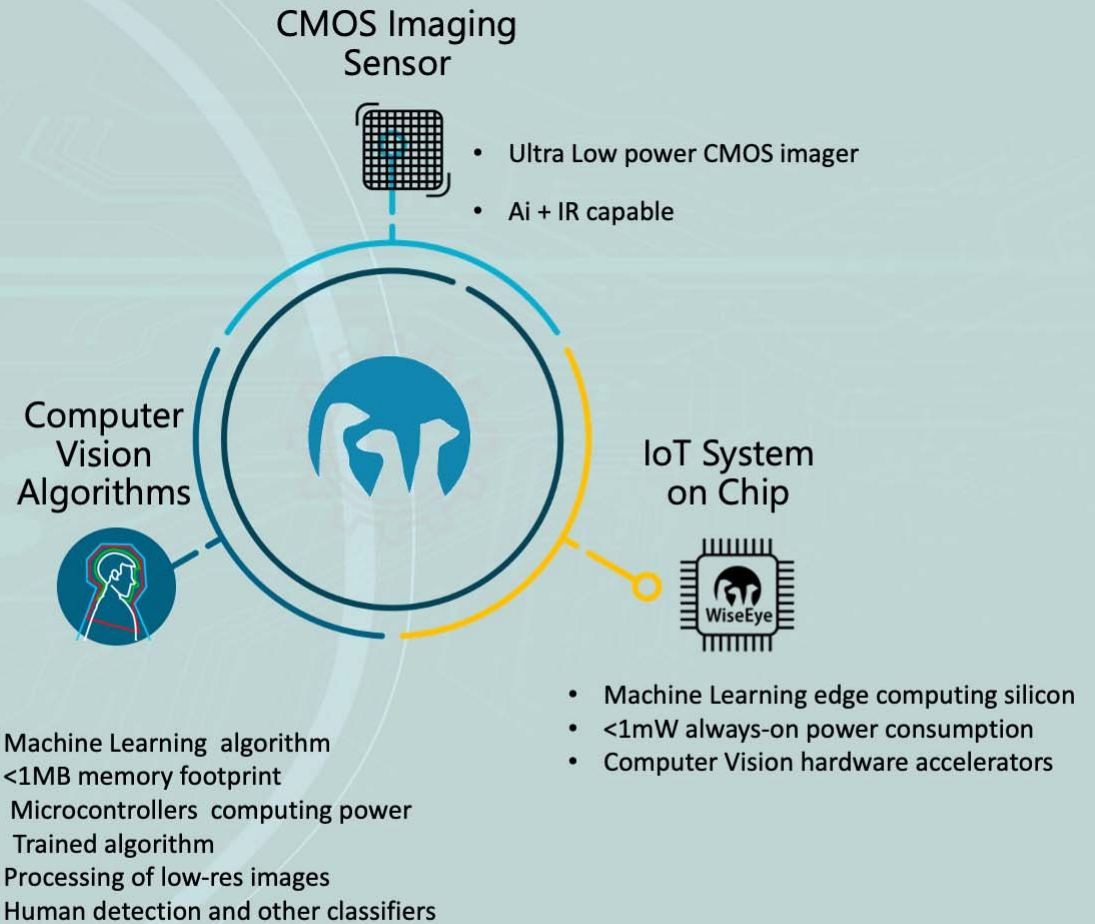 CMOS Imaging
Sensor
• Ultra Low power CMOS imager
• Ai + IR capable
Computer
Vision
Algorithms
IoT System
on Chip
WiseEye
• Machine Learning edge computing silicon
• <1mW always-on power consumption
• Computer Vision hardware accelerators
Machine Learning algorithm
<1MB memory footprint
Microcontrollers computing power
Trained algorithm
Processing of low-res images
Human detection and other classifiers